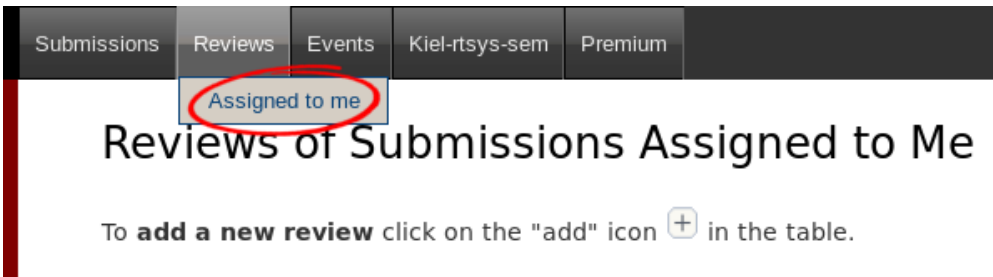 Submissions Reviews Events Kiel-rtsys-sem Premium
Assigned to me
Reviews of Submissions Assigned to Me
To add a new review click on the "add" icon + in the table.